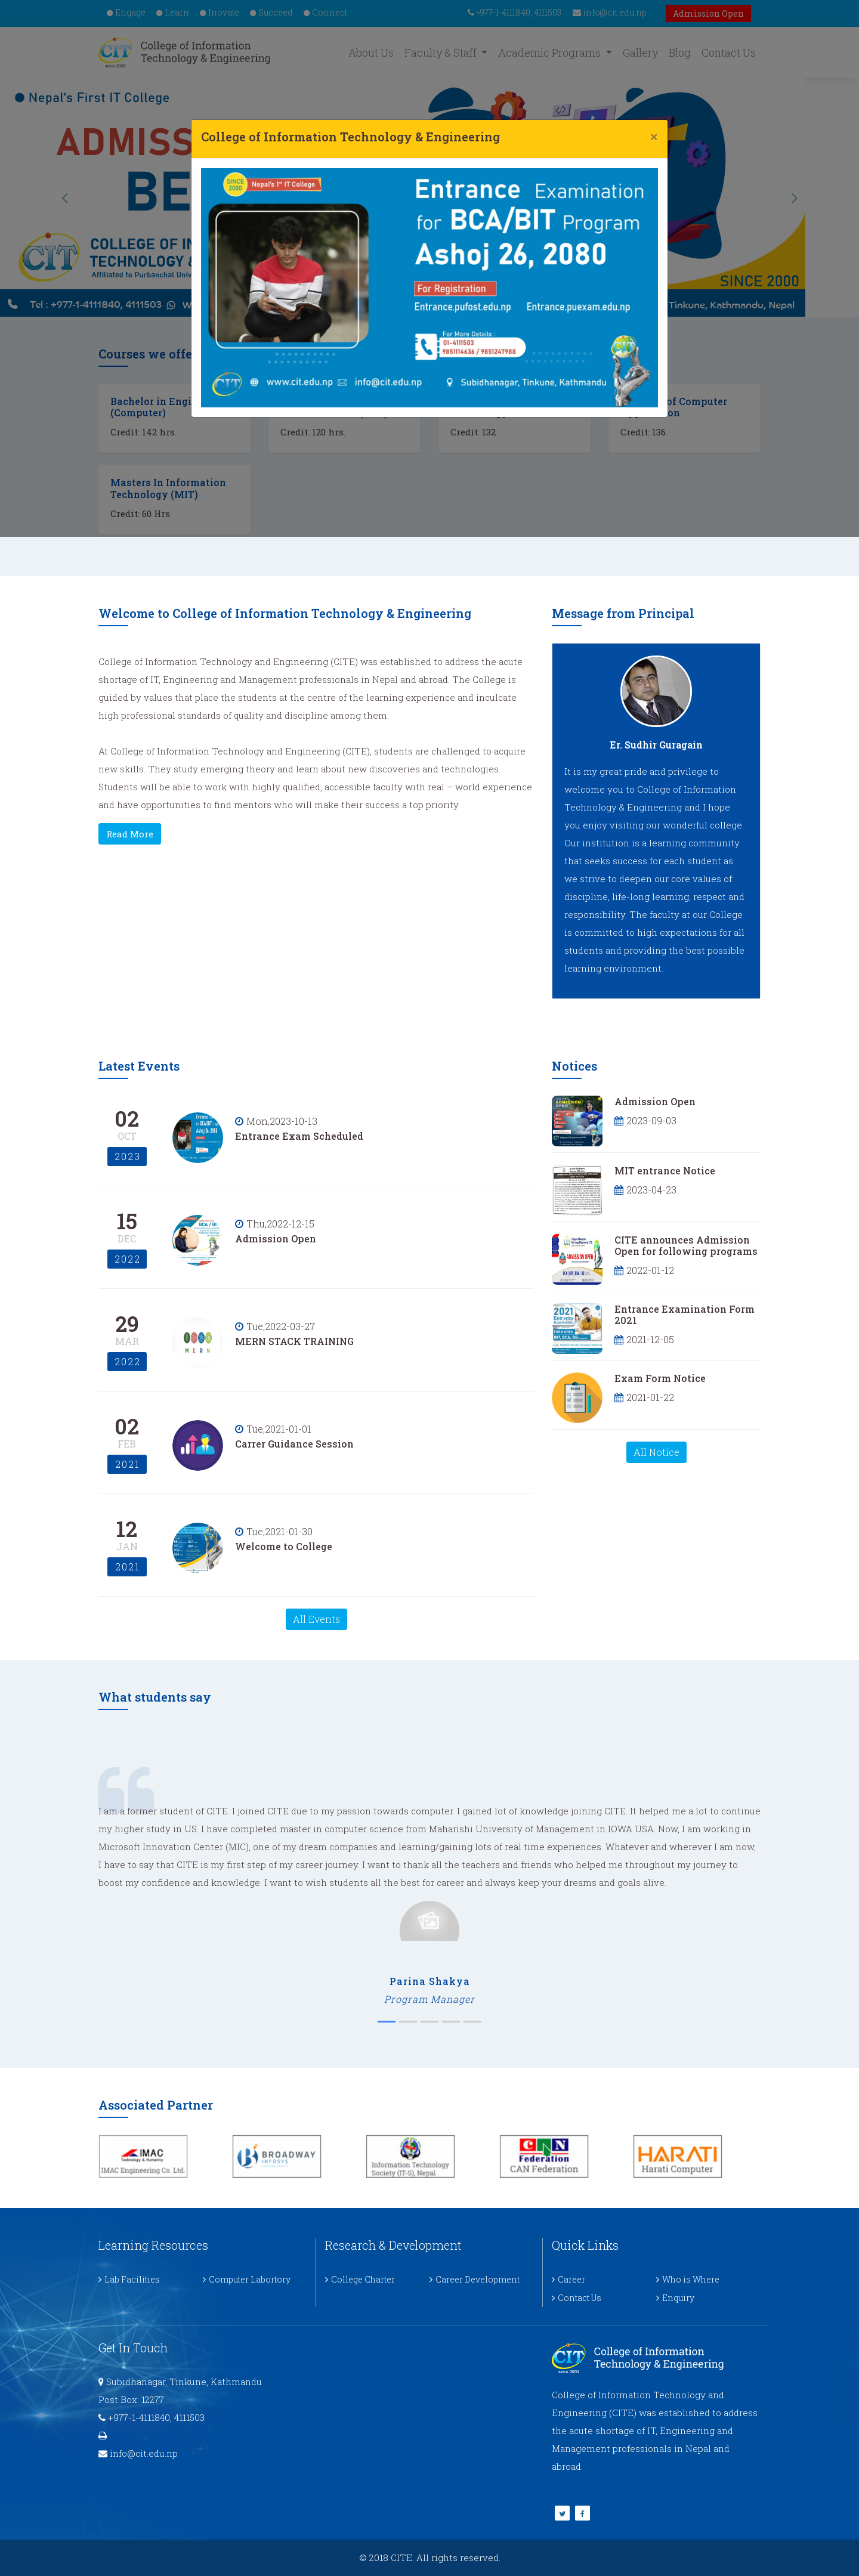 Engage Learn Inovate Succeed Connect
+977-1-4111840, 4111503 info@cit.edu.np Admission Open
CIT
since 2000
College of Information
Technology & Engineering
About Us Faculty & Staff Academic Programs Gallery Blog Contact Us
Nepal's First IT College
ADMISS
BE
COLLEGE OF IN
TECHNOLOGY &
Affiliated to Purbanchal Univ
SINCE 2000
Tel : +977-1-4111840, 4111503 W
Tinkune, Kathmandu, Nepal
College of Information Technology & Engineering
×
SINCE 2000
Nepal's 1st IT College
Entrance Examination
for BCA/BIT Program
Ashoj 26, 2080
For Registration
Entrance.pufost.edu.np Entrance.puexam.edu.np
For More Details :
01-4111503
9851114636 / 9851247988
CIT
www.cit.edu.np info@cit.edu.np Subidhanagar, Tinkune, Kathmandu
Courses we offe
Bachelor in Engi
(Computer)
Credit: 142 hrs.
Credit: 120 hrs.
Credit: 132
of Computer
Credit: 136
Masters In Information
Technology (MIT)
Credit: 60 Hrs
Welcome to College of Information Technology & Engineering
College of Information Technology and Engineering (CITE) was established to address the acute
shortage of IT, Engineering and Management professionals in Nepal and abroad. The College is
guided by values that place the students at the centre of the learning experience and inculcate
high professional standards of quality and discipline among them.
At College of Information Technology and Engineering (CITE), students are challenged to acquire
new skills. They study emerging theory and learn about new discoveries and technologies.
Students will be able to work with highly qualified, accessible faculty with real – world experience
and have opportunities to find mentors who will make their success a top priority.
Read More
Message from Principal
Er. Sudhir Guragain
It is my great pride and privilege to
welcome you to College of Information
Technology & Engineering and I hope
you enjoy visiting our wonderful college.
Our institution is a learning community
that seeks success for each student as
we strive to deepen our core values of:
discipline, life-long learning, respect and
responsibility. The faculty at our College
is committed to high expectations for all
students and providing the best possible
learning environment.
Latest Events
02
OCT
2023
Mon,2023-10-13
Entrance Exam Scheduled
15
DEC
2022
Thu,2022-12-15
Admission Open
29
MAR
2022
MERN
Tue,2022-03-27
MERN STACK TRAINING
02
FEB
2021
Tue,2021-01-01
Carrer Guidance Session
12
JAN
2021
Tue,2021-01-30
Welcome to College
All Events
Notices
Admission Open
2023-09-03
MIT entrance Notice
2023-04-23
CITE announces Admission
Open for following programs
2022-01-12
Entrance Examination Form
2021
2021-12-05
Exam Form Notice
2021-01-22
All Notice
What students say
I am a former student of CITE. I joined CITE due to my passion towards computer. I gained lot of knowledge joining CITE. It helped me a lot to continue
my higher study in US. I have completed master in computer science from Maharishi University of Management in IOWA USA. Now, I am working in
Microsoft Innovation Center (MIC), one of my dream companies and learning/gaining lots of real time experiences. Whatever and wherever I am now,
I have to say that CITE is my first step of my career journey. I want to thank all the teachers and friends who helped me throughout my journey to
boost my confidence and knowledge. I want to wish students all the best for career and always keep your dreams and goals alive.
Parina Shakya
Program Manager
Associated Partner
IMAC
Technology & Humanity
IMAC Engineering Co. Ltd.
BROADWAY
INFOSYS
Information Technology
Society (IT-S), Nepal
CAN
Federation
CAN Federation
HARATI
Harati Computer
Learning Resources
Lab Facilities Computer Labortory
Research & Development
College Charter Career Development
Quick Links
Career Who is Where
Contact Us Enquiry
Get In Touch
Subidhanagar, Tinkune, Kathmandu
Post Box: 12277
+977-1-4111840, 4111503
info@cit.edu.np
CIT
since 2000
College of Information
Technology & Engineering
College of Information Technology and
Engineering (CITE) was established to address
the acute shortage of IT, Engineering and
Management professionals in Nepal and
abroad.
© 2018 CITE. All rights reserved.